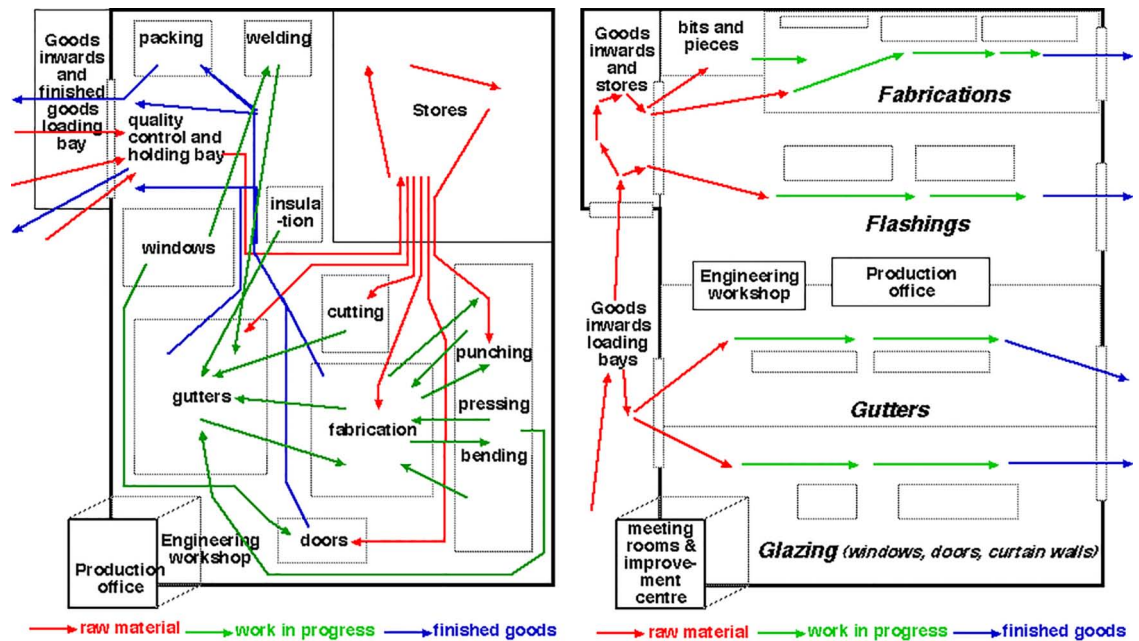 Goods
inwards
and
finished
goods
loading
bay
packing
welding
Stores
quality
control and
holding bay
insula
-tion
windows
cutting
punching
gutters
pressing
fabrication
bending
Engineering
workshop
doors
Production
office
raw material
work in progress
finished goods
Goods
inwards
and
stores
bits and
pieces
Fabrications
Flashings
Engineering
workshop
Production
office
Goods
inwards
loading
bays
Gutters
Glazing (windows, doors, curtain walls)
meeting
rooms &
improve-
ment
centre
raw material
work in progress
finished goods